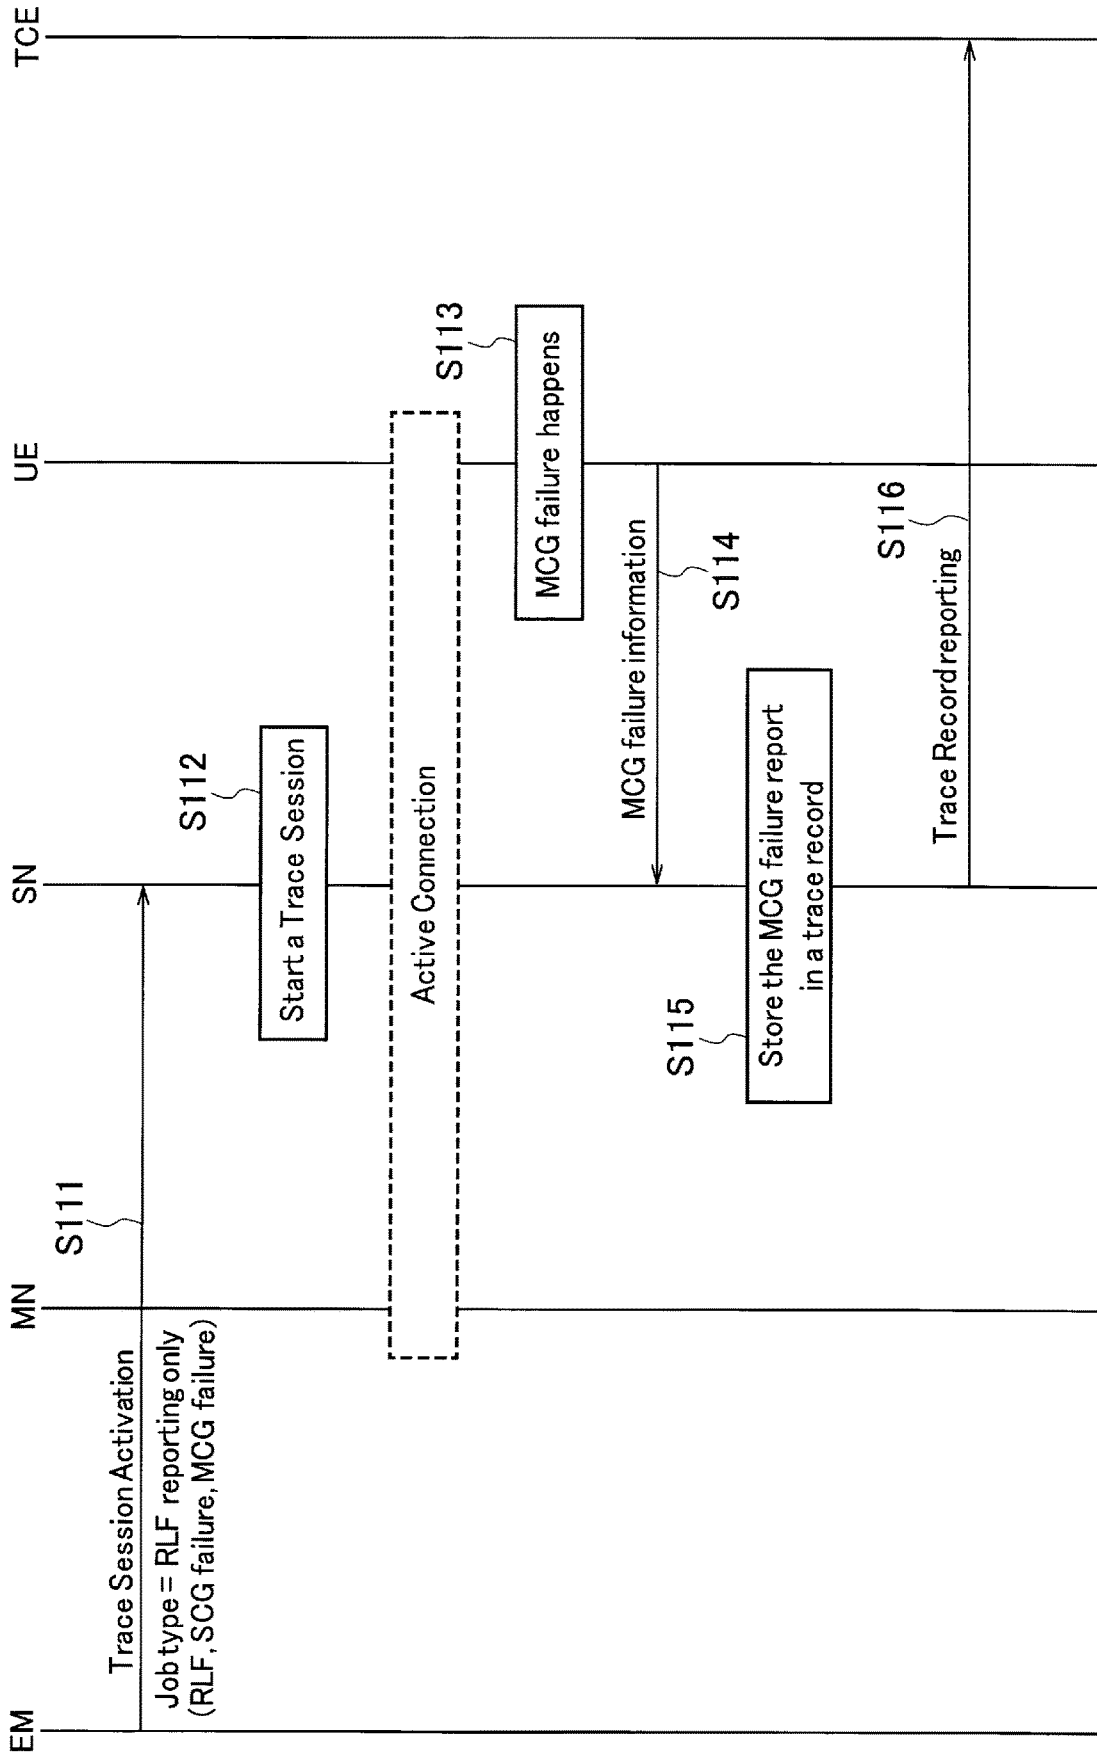 EM
MN
SN
UE
TCE
Trace Session Activation
S111
Job type = RLF reporting only
(RLF, SCG failure, MCG failure)
S112
Start a Trace Session
Active Connection
S113
MCG failure happens
MCG failure information
S114
S115
Store the MCG failure report
in a trace record
Trace Record reporting
S116